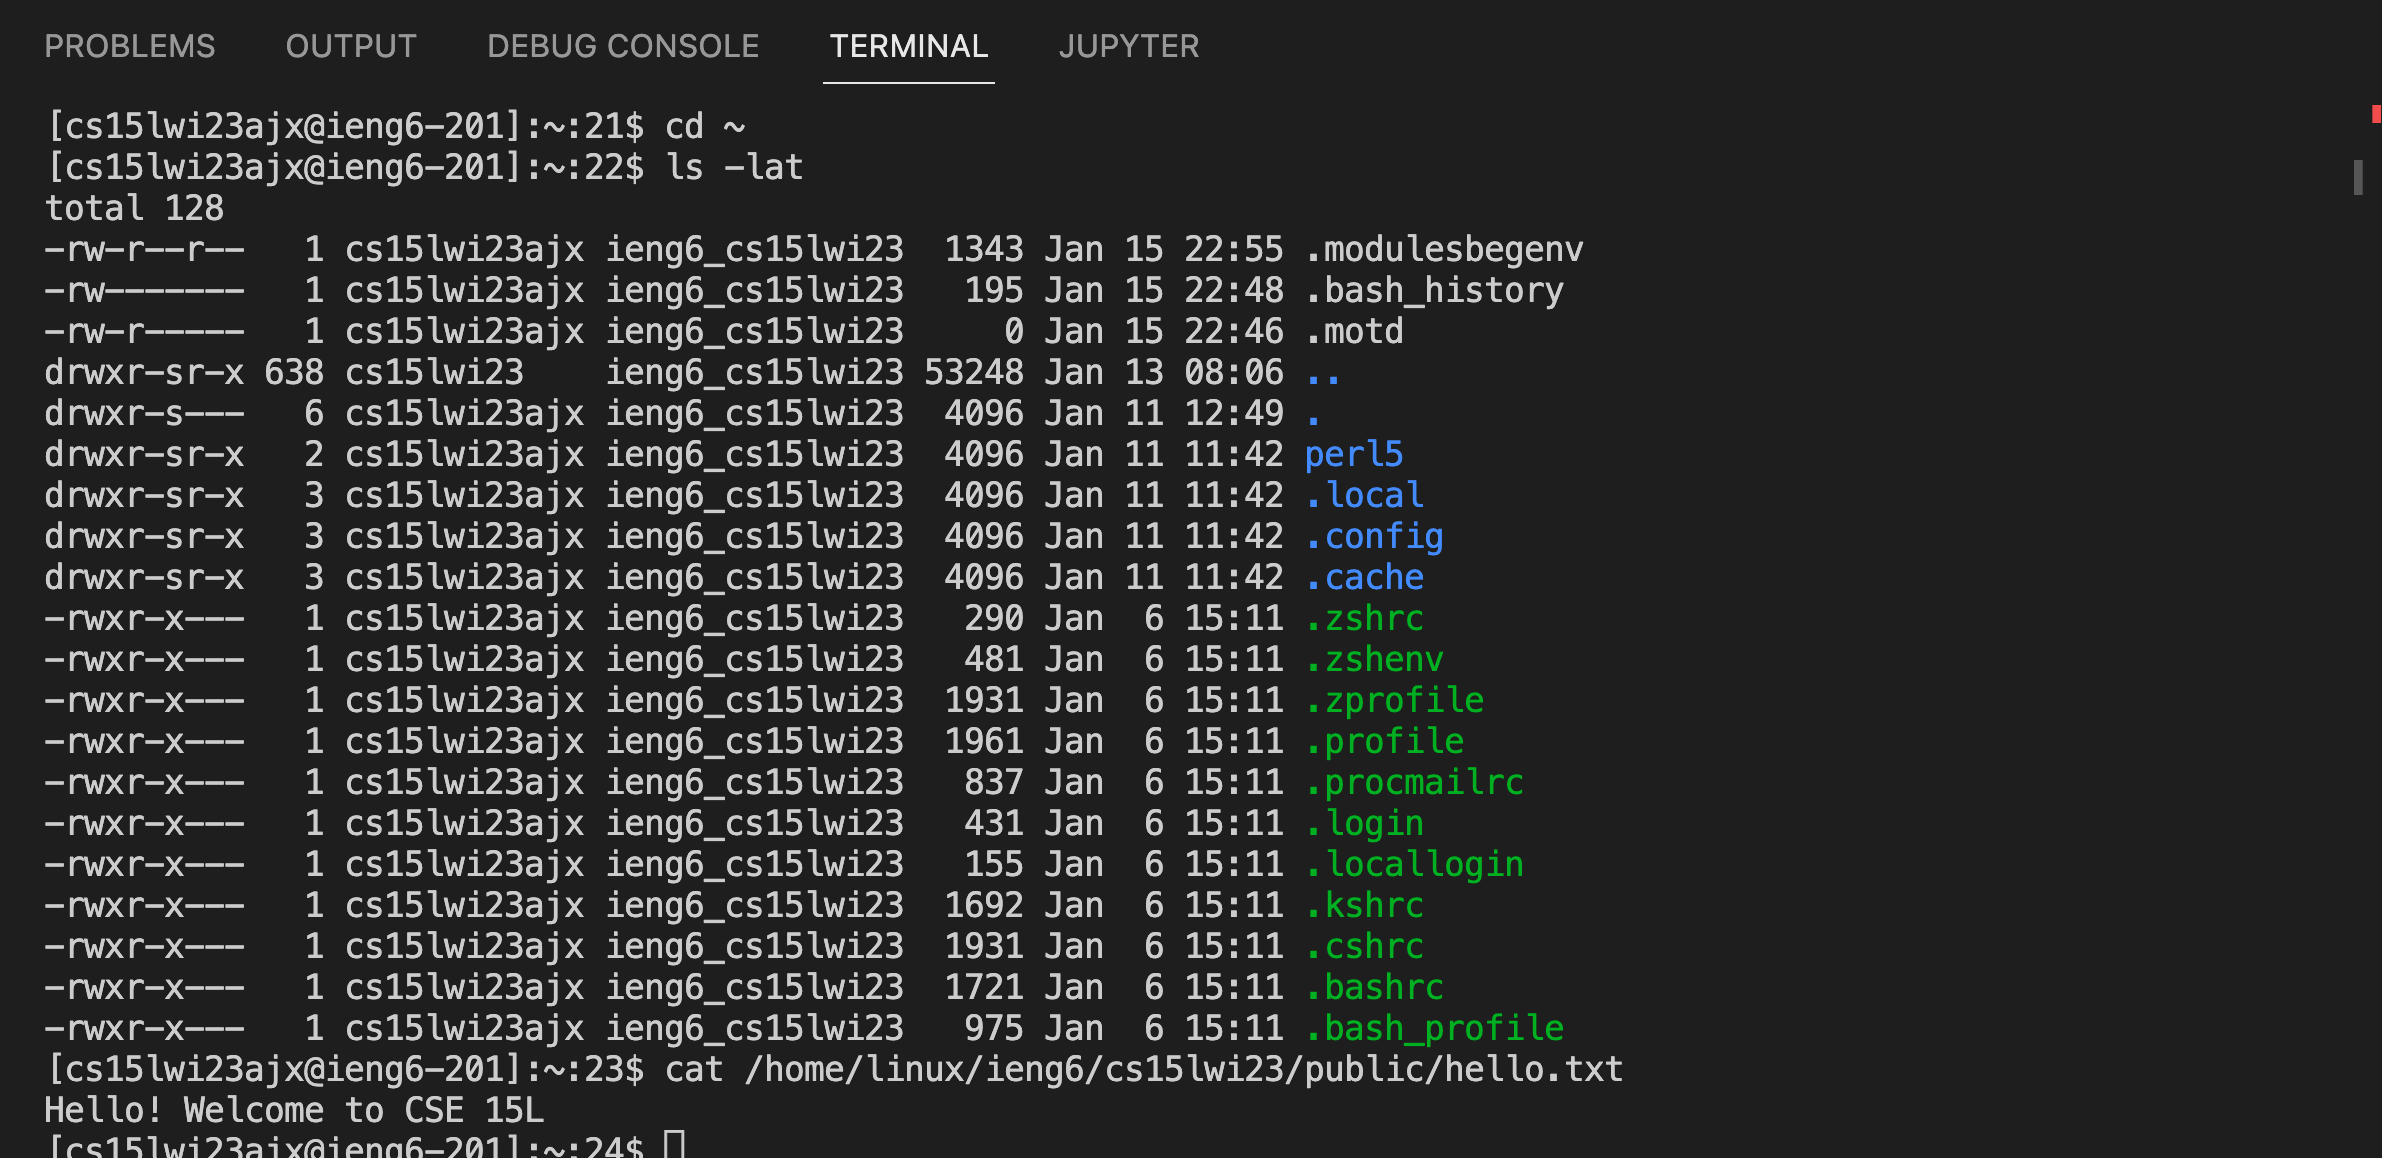 PROBLEMS OUTPUT DEBUG CONSOLE TERMINAL JUPYTER
[cs15lwi23ajx@ieng6-201]:~:21$ cd ~
[cs15lwi23ajx@ieng6-201]:~:22$ ls -lat
total 128
-rw-r--r--   1 cs15lwi23ajx ieng6_cs15lwi23  1343 Jan 15 22:55 .modulesbegenv
-rw-------   1 cs15lwi23ajx ieng6_cs15lwi23   195 Jan 15 22:48 .bash_history
-rw-r-----   1 cs15lwi23ajx ieng6_cs15lwi23     0 Jan 15 22:46 .motd
drwxr-sr-x 638 cs15lwi23    ieng6_cs15lwi23 53248 Jan 13 08:06 ..
drwxr-s---   6 cs15lwi23ajx ieng6_cs15lwi23  4096 Jan 11 12:49 .
drwxr-sr-x   2 cs15lwi23ajx ieng6_cs15lwi23  4096 Jan 11 11:42 perl5
drwxr-sr-x   3 cs15lwi23ajx ieng6_cs15lwi23  4096 Jan 11 11:42 .local
drwxr-sr-x   3 cs15lwi23ajx ieng6_cs15lwi23  4096 Jan 11 11:42 .config
drwxr-sr-x   3 cs15lwi23ajx ieng6_cs15lwi23  4096 Jan 11 11:42 .cache
-rwxr-x---   1 cs15lwi23ajx ieng6_cs15lwi23   290 Jan  6 15:11 .zshrc
-rwxr-x---   1 cs15lwi23ajx ieng6_cs15lwi23   481 Jan  6 15:11 .zshenv
-rwxr-x---   1 cs15lwi23ajx ieng6_cs15lwi23  1931 Jan  6 15:11 .zprofile
-rwxr-x---   1 cs15lwi23ajx ieng6_cs15lwi23  1961 Jan  6 15:11 .profile
-rwxr-x---   1 cs15lwi23ajx ieng6_cs15lwi23   837 Jan  6 15:11 .procmailrc
-rwxr-x---   1 cs15lwi23ajx ieng6_cs15lwi23   431 Jan  6 15:11 .login
-rwxr-x---   1 cs15lwi23ajx ieng6_cs15lwi23   155 Jan  6 15:11 .locallogin
-rwxr-x---   1 cs15lwi23ajx ieng6_cs15lwi23  1692 Jan  6 15:11 .kshrc
-rwxr-x---   1 cs15lwi23ajx ieng6_cs15lwi23  1931 Jan  6 15:11 .cshrc
-rwxr-x---   1 cs15lwi23ajx ieng6_cs15lwi23  1721 Jan  6 15:11 .bashrc
-rwxr-x---   1 cs15lwi23ajx ieng6_cs15lwi23   975 Jan  6 15:11 .bash_profile
[cs15lwi23ajx@ieng6-201]:~:23$ cat /home/linux/ieng6/cs15lwi23/public/hello.txt
Hello! Welcome to CSE 15L
[cs15lwi23ajx@ieng6-201]:~:24$